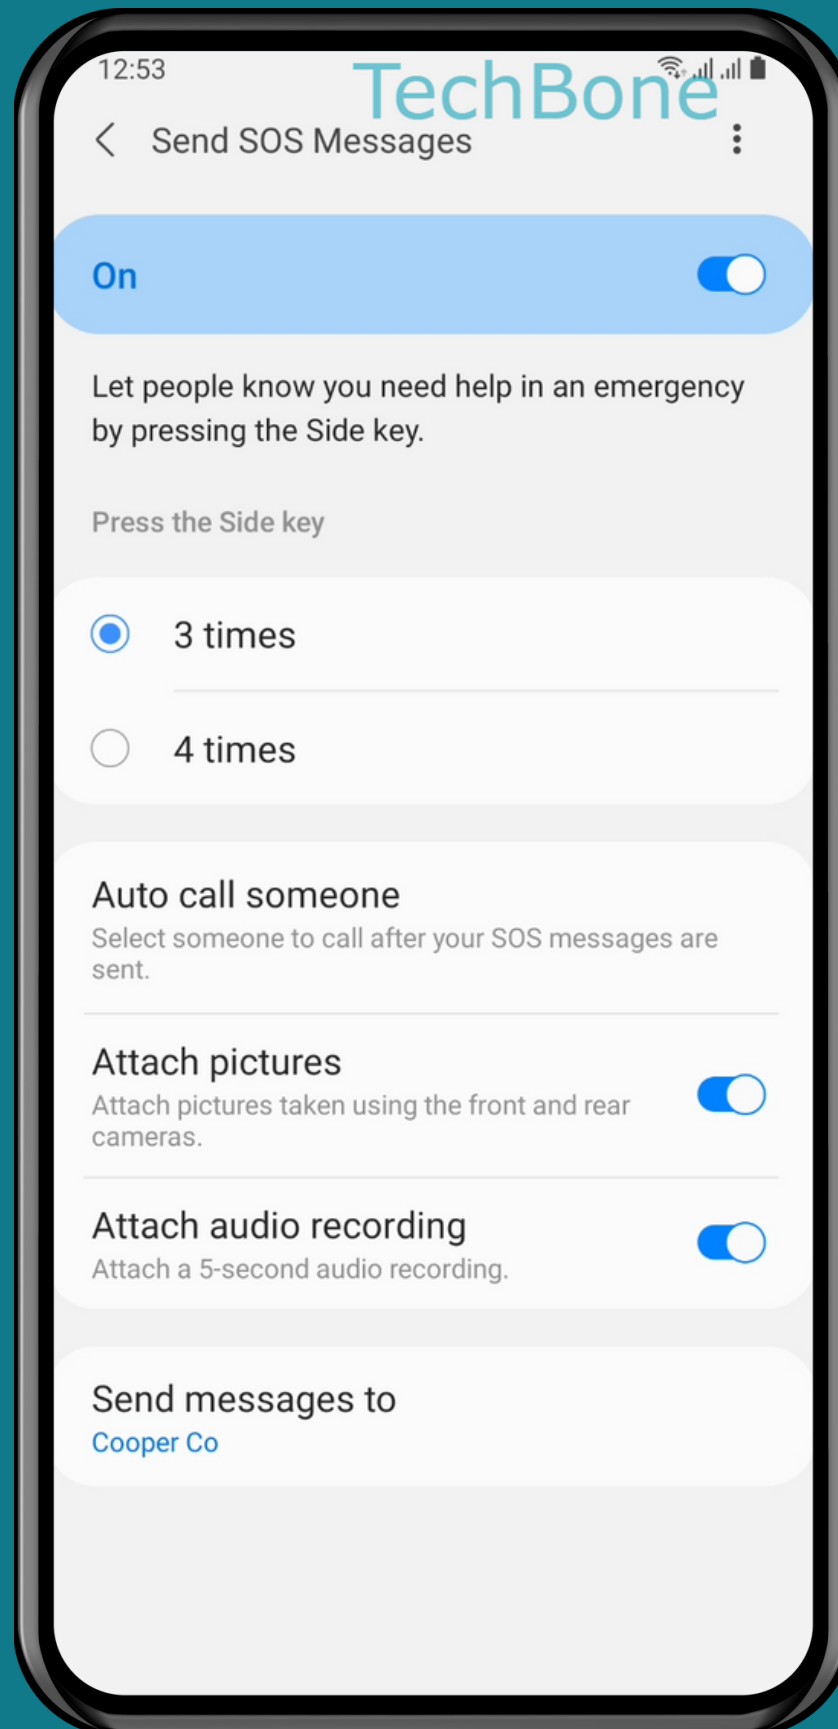 12:53
TechBone
Send SOS Messages
On
Let people know you need help in an emergency
by pressing the Side key.
Press the Side key
3 times
4 times
Auto call someone
Select someone to call after your SOS messages are
sent.
Attach pictures
Attach pictures taken using the front and rear
cameras.
Attach audio recording
Attach a 5-second audio recording.
Send messages to
Cooper Co